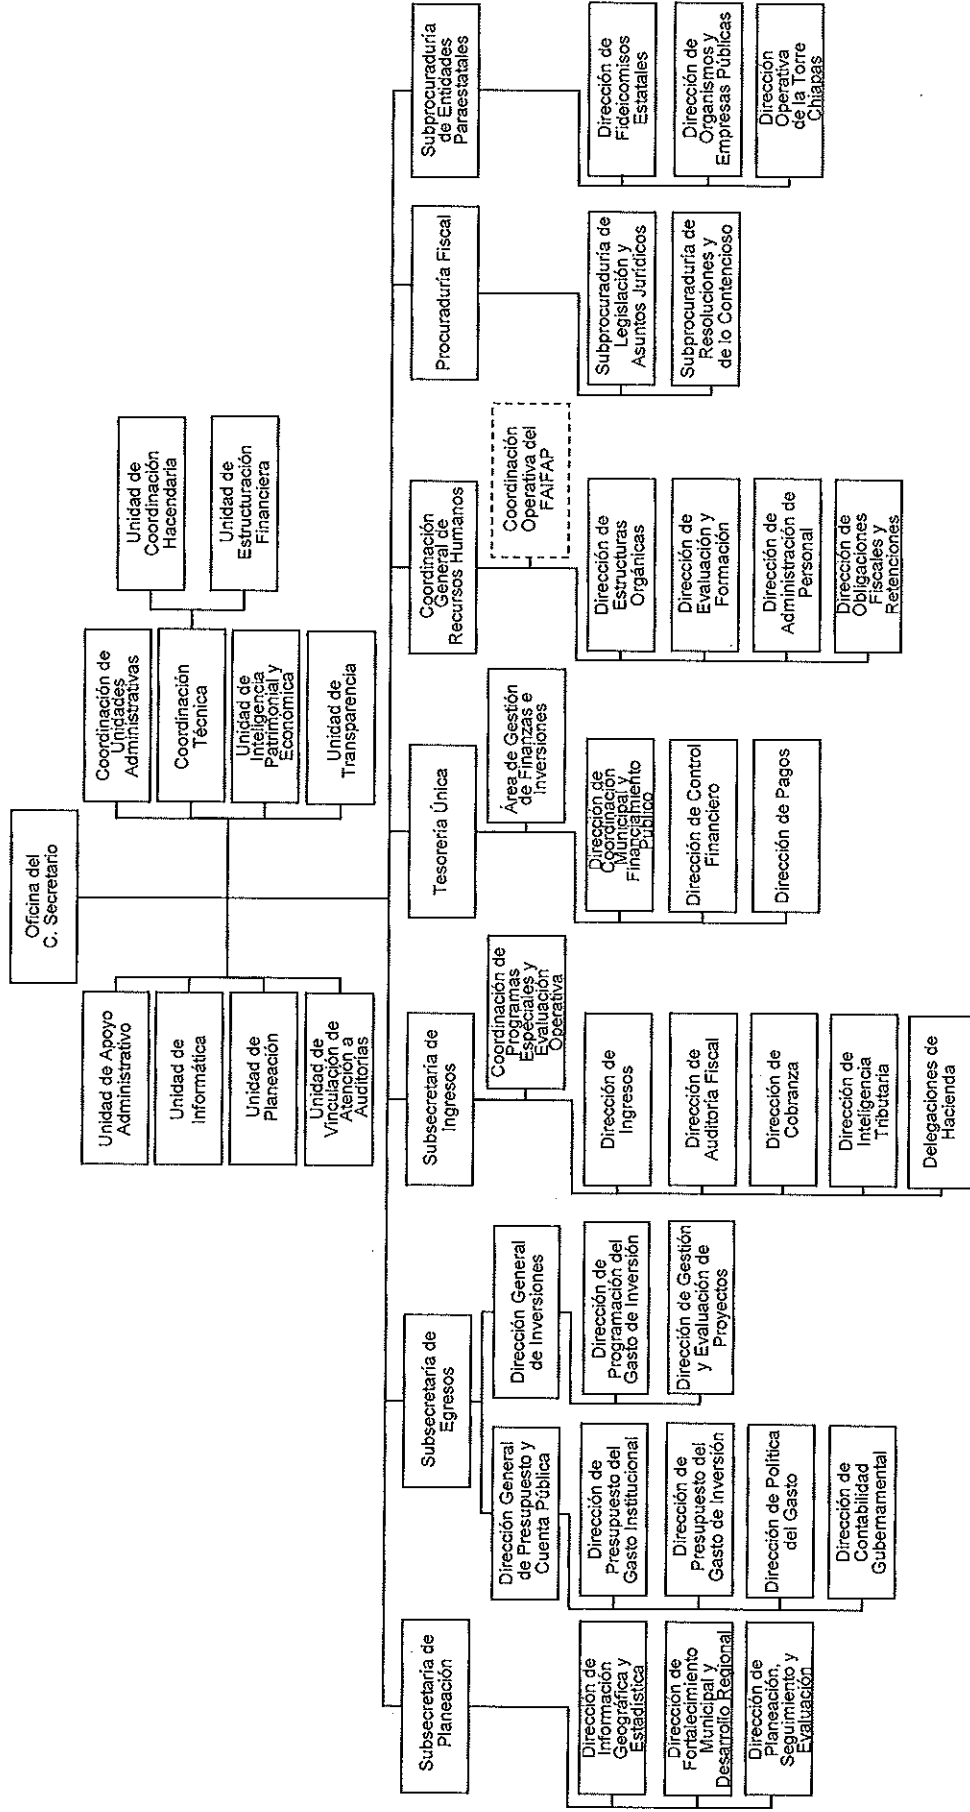 Oficina del
C. Secretario
Unidad de Apoyo
Administrativo
Unidad de
Informática
Unidad de
Planeación
Unidad de
Vinculación de
Atención a
Auditorías
Coordinación de
Unidades
Administrativas
Coordinación
Técnica
Unidad de
Inteligencia
Patrimonial y
Económica
Unidad de
Transparencia
Unidad de
Coordinación
Hacendaria
Unidad de
Estructuración
Financiera
Subsecretaria de
Planeación
Dirección de
Información
Geográfica y
Estadística
Dirección de
Fortalecimiento
Municipal y
Desarrollo Regional
Dirección de
Planeación,
Seguimiento y
Evaluación
Subsecretaría de
Egresos
Dirección General
de Presupuesto y
Cuenta Pública
Dirección de
Presupuesto del
Gasto Institucional
Dirección de
Presupuesto del
Gasto de Inversión
Dirección de Política
del Gasto
Dirección de
Contabilidad
Gubernamental
Dirección General
de Inversiones
Dirección de
Programación del
Gasto de Inversión
Dirección de Gestión
y Evaluación de
Proyectos
Subsecretaría de
Ingresos
Coordinación de
Programas
Especiales y
Evaluación
Operativa
Dirección de
Ingresos
Dirección de
Auditoría Fiscal
Dirección de
Cobranza
Dirección de
Inteligencia
Tributaria
Delegaciones de
Hacienda
Tesorería Única
Área de Gestión
de Finanzas e
Inversiones
Dirección de
Coordinación
Municipal y
Financiamiento
Público
Dirección de Control
Financiero
Dirección de Pagos
Coordinación
General de
Recursos Humanos
Coordinación
Operativa del
FAIFAP
Dirección de
Estructuras
Orgánicas
Dirección de
Evaluación y
Formación
Dirección de
Administración de
Personal
Dirección de
Obligaciones
Fiscales y
Retenciones
Procuraduría Fiscal
Subprocuraduría de
Legislación y
Asuntos Jurídicos
Subprocuraduría de
Resoluciones y
de lo Contencioso
Subprocuraduría
de Entidades
Paraestatales
Dirección de
Fideicomisos
Estatales
Dirección de
Organismos y
Empresas Públicas
Dirección
Operativa
de la Torre
Chiapas